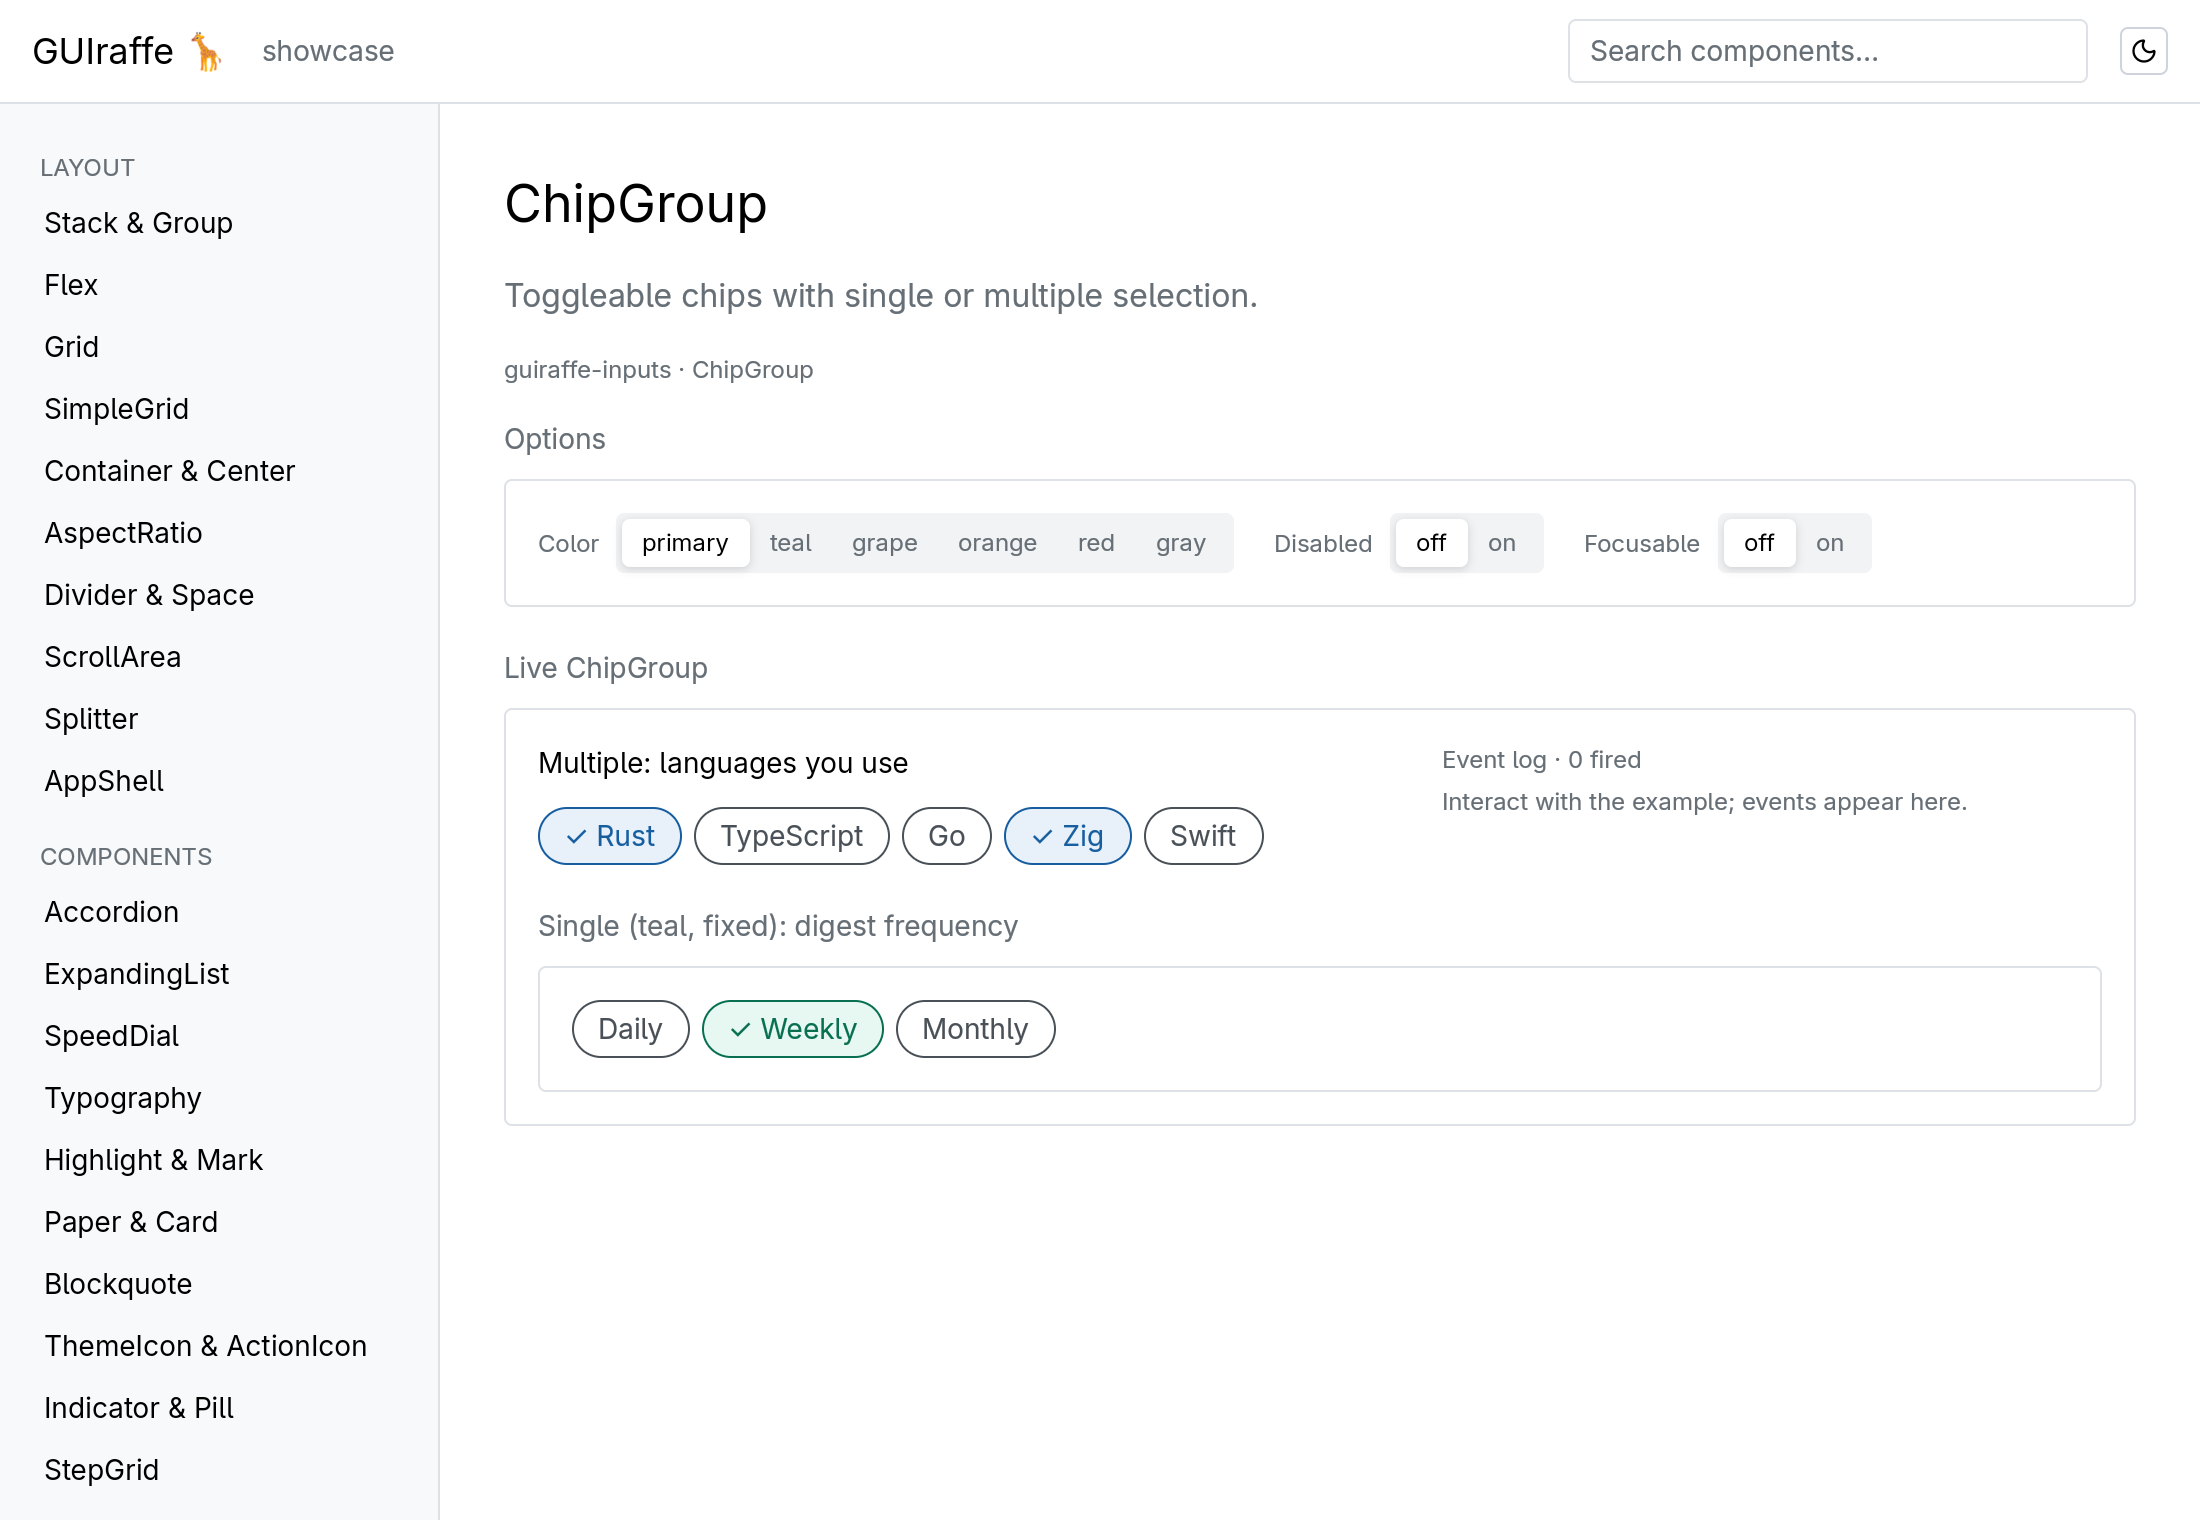 GUIraffe 🦒 showcase
Search components...
LAYOUT
Stack & Group
Flex
Grid
SimpleGrid
Container & Center
AspectRatio
Divider & Space
ScrollArea
Splitter
AppShell
COMPONENTS
Accordion
ExpandingList
SpeedDial
Typography
Highlight & Mark
Paper & Card
Blockquote
ThemeIcon & ActionIcon
Indicator & Pill
StepGrid
ChipGroup
Toggleable chips with single or multiple selection.
guiraffe-inputs · ChipGroup
Options
Color primary teal grape orange red gray Disabled off on Focusable off on
Live ChipGroup
Multiple: languages you use
Rust TypeScript Go Zig Swift
Event log · 0 fired
Interact with the example; events appear here.
Single (teal, fixed): digest frequency
Daily Weekly Monthly